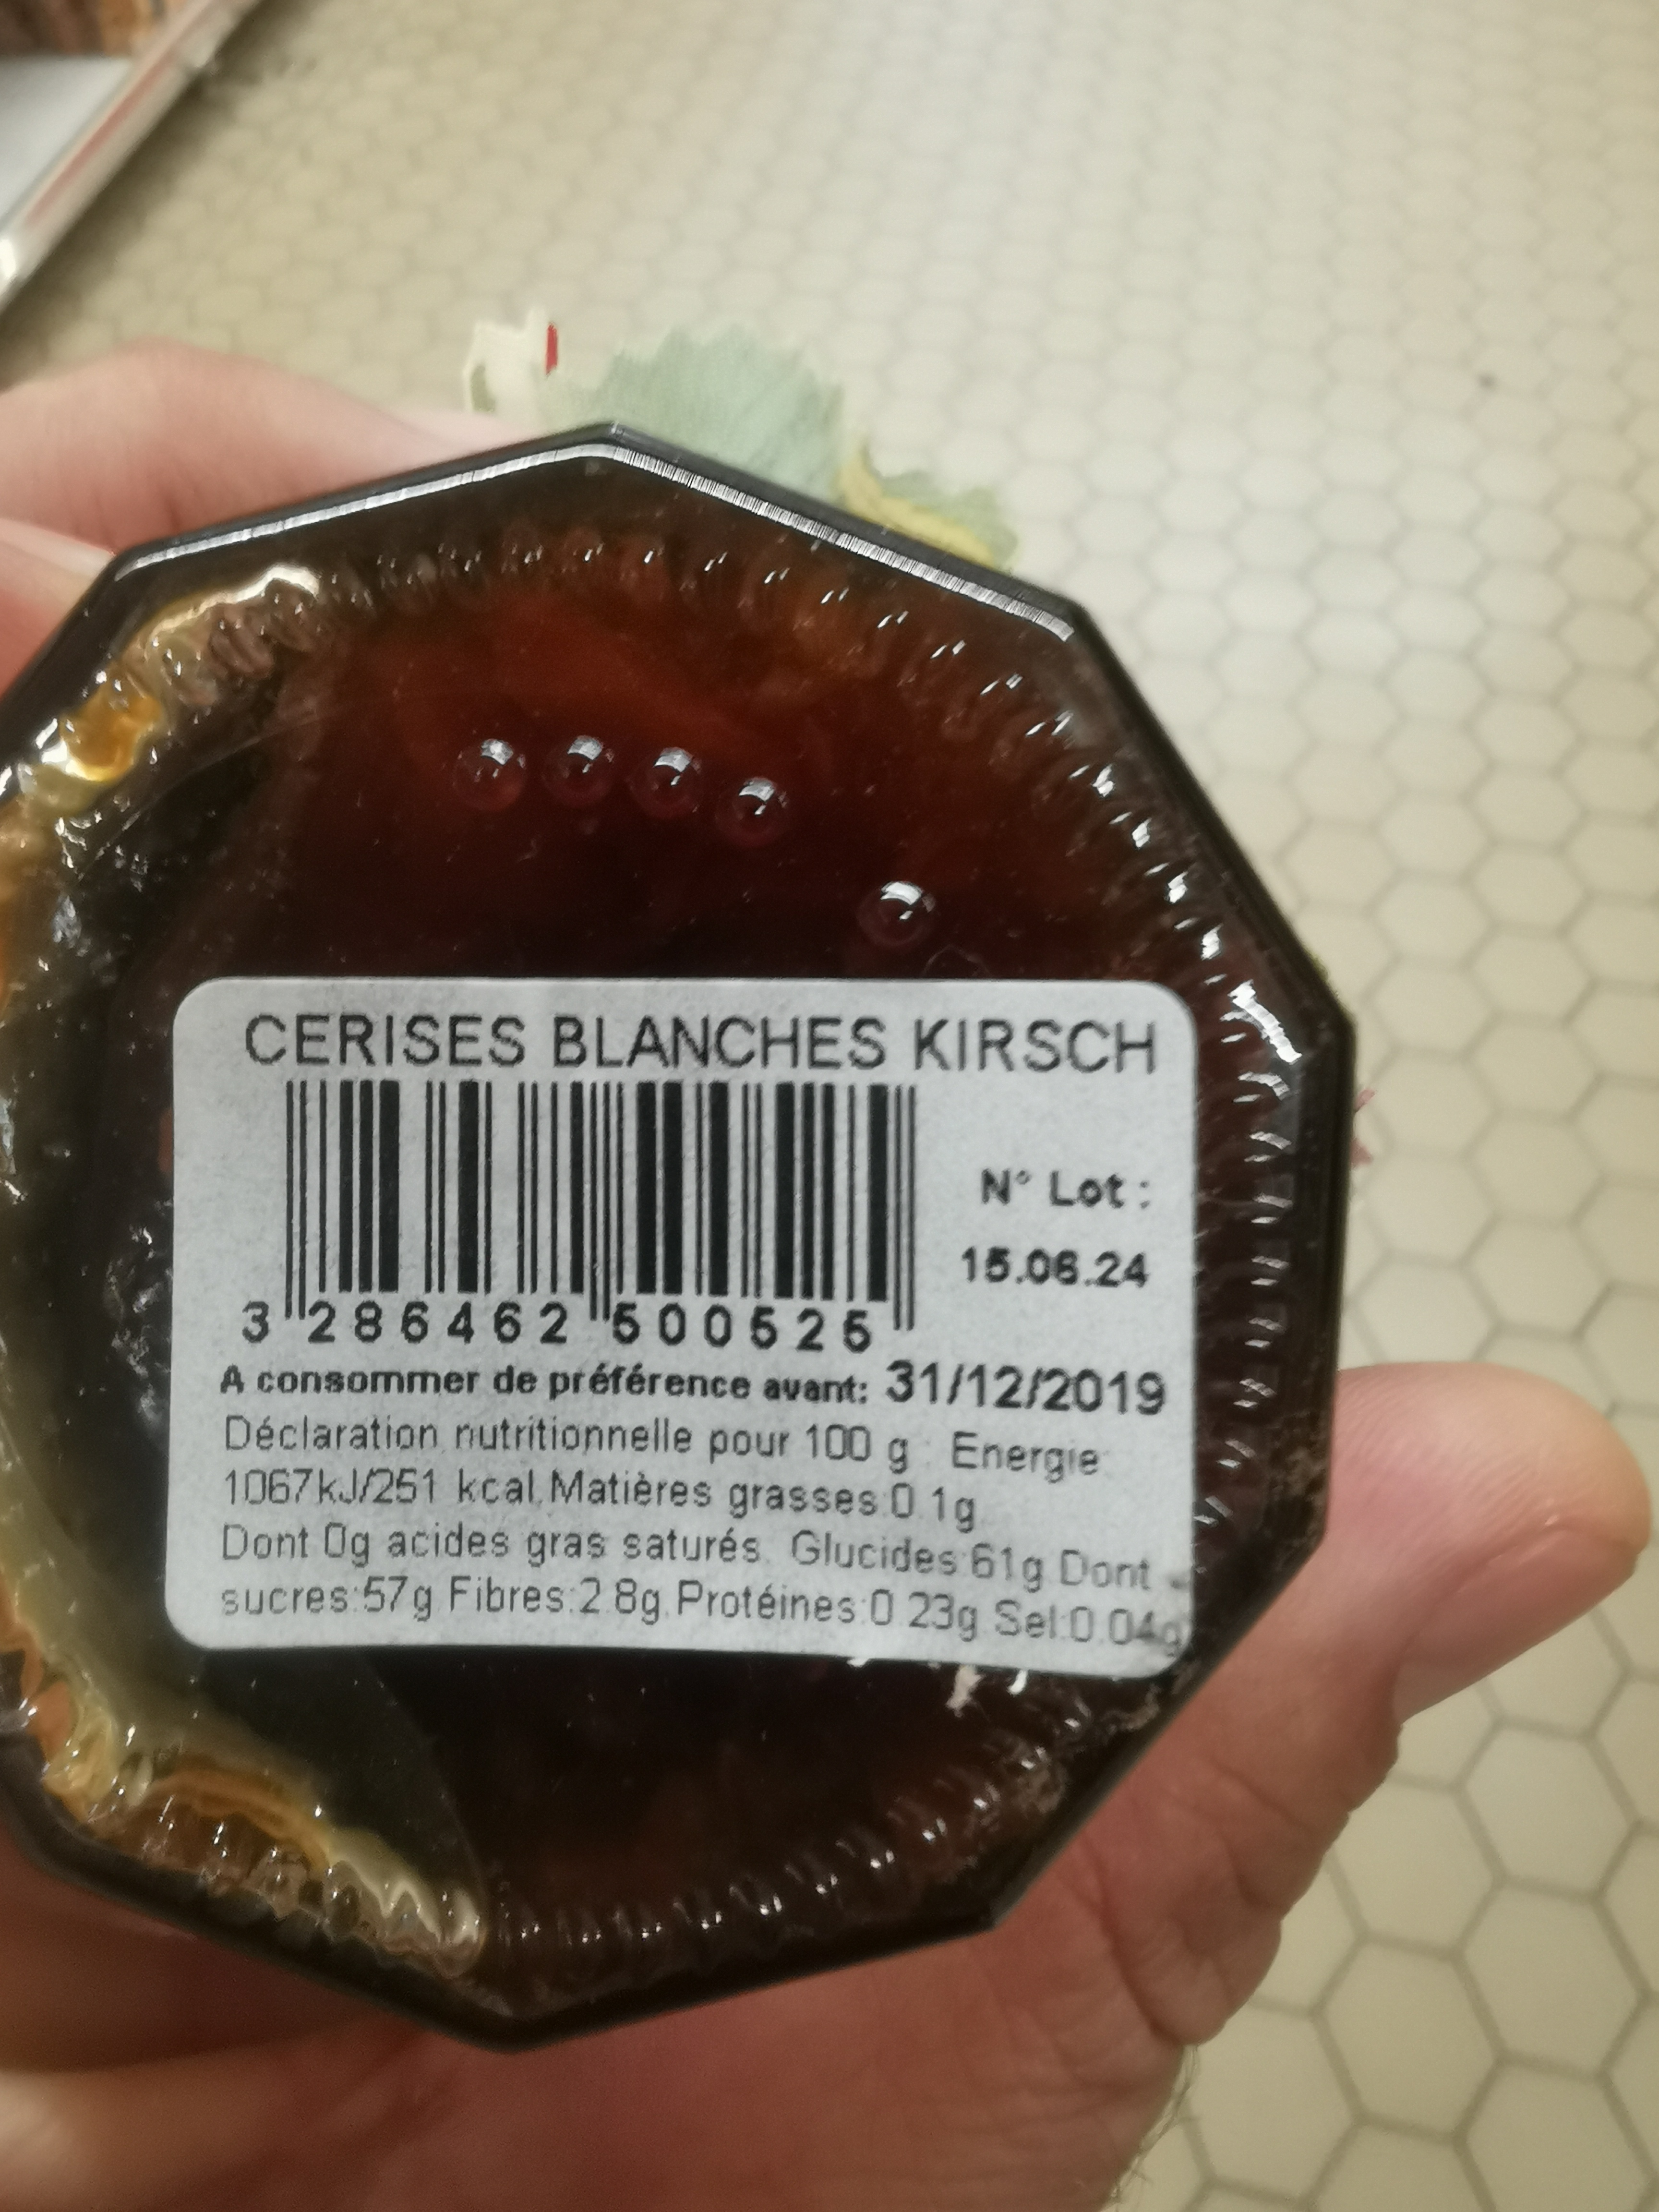 CERISES BLANCHES KIRSCH
N° Lot :
15.06.24
3 286462 500525
A consommer de préférence avant: 31/12/2019
Déclaration nutritionnelle pour 100 g : Energie
1067kJ/251 kcal.Matières grasses:0.1g
Dont 0g acides gras saturés. Glucides:61g Dont
sucres:57g Fibres:2.8g.Protéines:0.23g Sel:0.04g